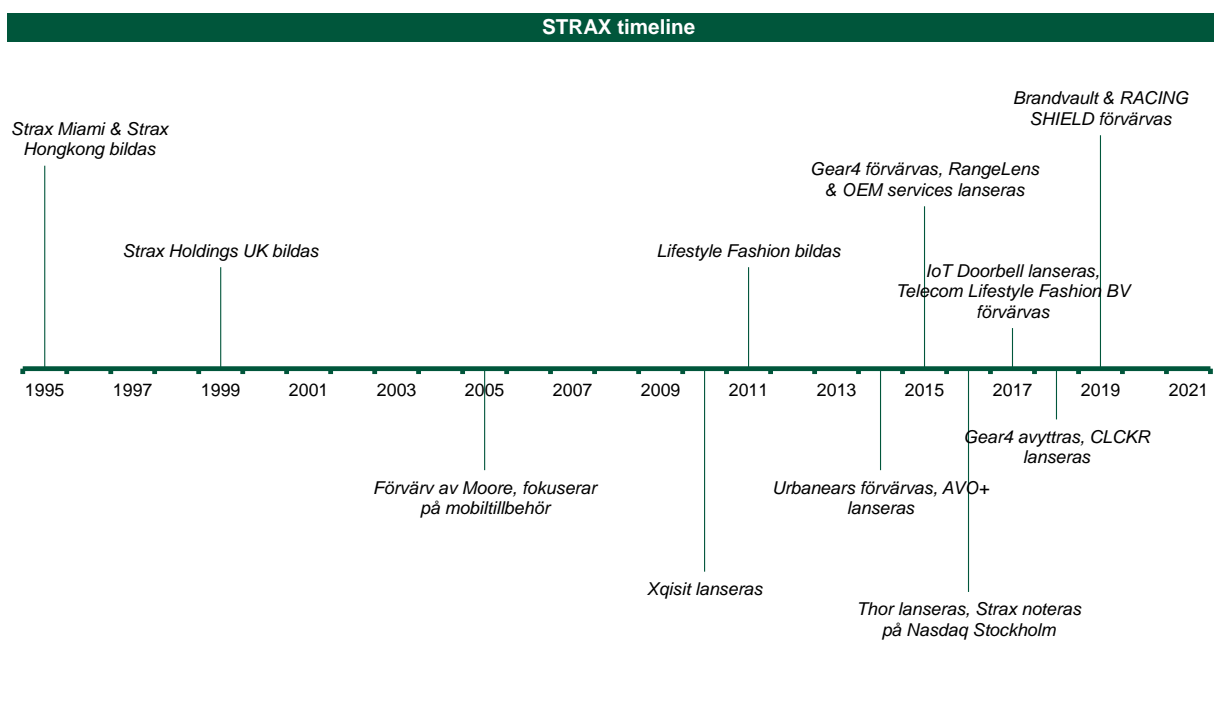 STRAX timeline
Brandvault & RACING
SHIELD förvärvas
Strax Miami & Strax
Hongkong bildas
Gear4 förvärvas, RangeLens
& OEM services lanseras
Strax Holdings UK bildas
Lifestyle Fashion bildas
IoT Doorbell lanseras,
Telecom Lifestyle Fashion BV
förvärvas
1995 1997 1999 2001 2003 2005 2007 2009 2011 2013 2015 2017 2019 2021
Gear4 avyttras, CLCKR
lanseras
Förvärv av Moore, fokuserar
på mobiltillbehör
Urbanears förvärvas, AVO+
lanseras
Xqisit lanseras
Thor lanseras, Strax noteras
på Nasdaq Stockholm